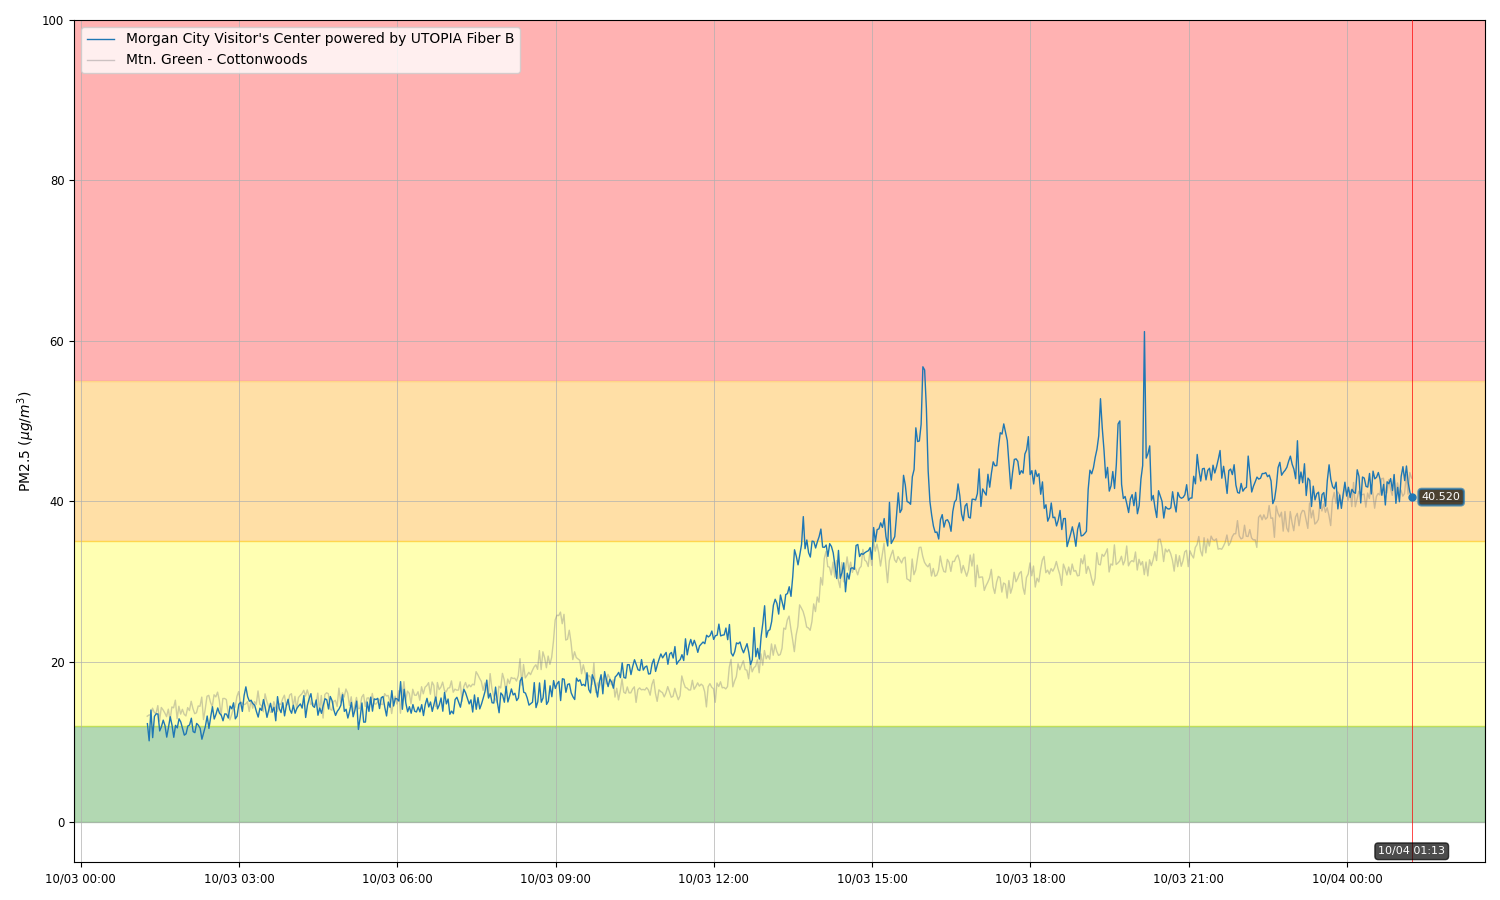 100
80
60
40
20
0
PM2.5 (μg/m³)
Morgan City Visitor's Center powered by UTOPIA Fiber B
Mtn. Green - Cottonwoods
40.520
10/04 01:13
10/03 00:00 10/03 03:00 10/03 06:00 10/03 09:00 10/03 12:00 10/03 15:00 10/03 18:00 10/03 21:00 10/04 00:00